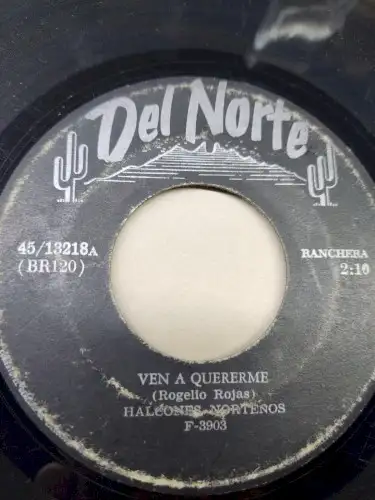 Del Norte
45/13218A
(BR120)
RANCHERA
2:10
VEN A QUERERME
(Rogelio Rojas)
HALCONES NORTEÑOS
F-3903